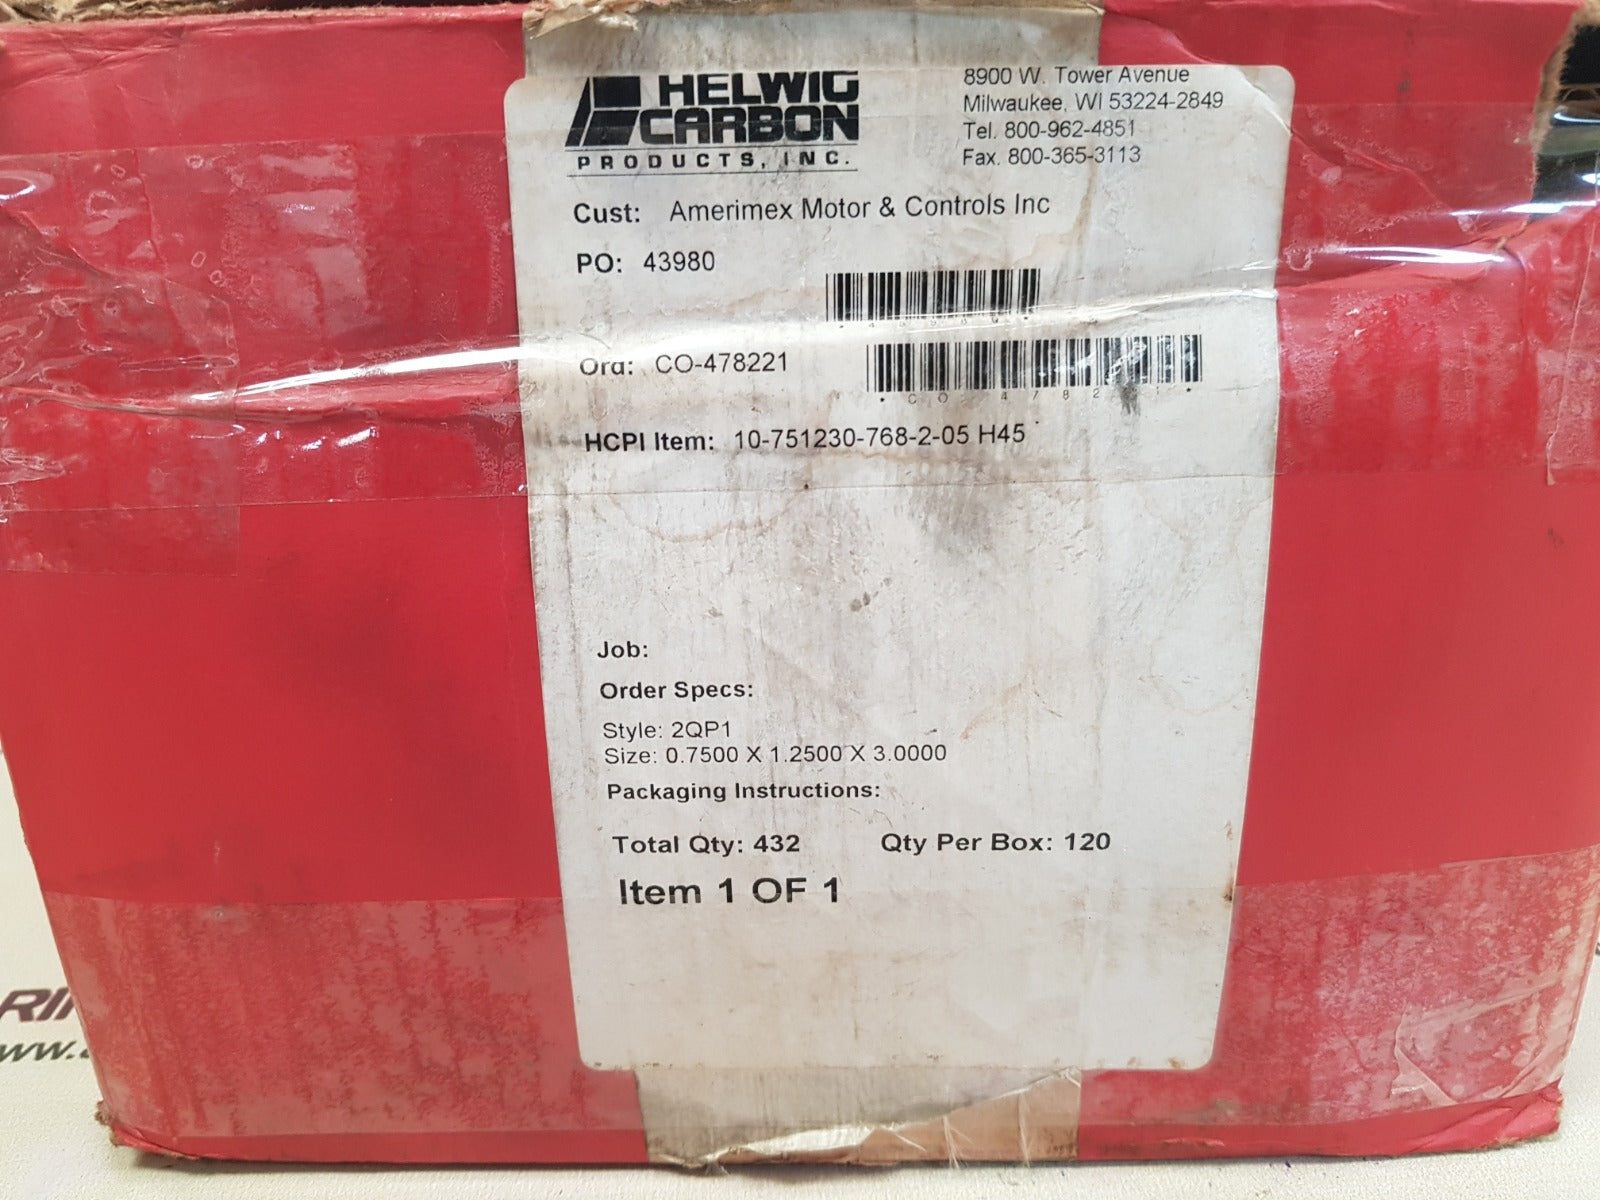 HELWIG
CARBON
PRODUCTS, INC.
8900 W. Tower Avenue
Milwaukee, WI 53224-2849
Tel. 800-962-4851
Fax. 800-365-3113
Cust: Amerimex Motor & Controls Inc
PO: 43980
Ord: CO-478221
HCPI Item: 10-751230-768-2-05 H45
Job:
Order Specs:
Style: 2QP1
Size: 0.7500 X 1.2500 X 3.0000
Packaging Instructions:
Total Qty: 432 Qty Per Box: 120
Item 1 OF 1